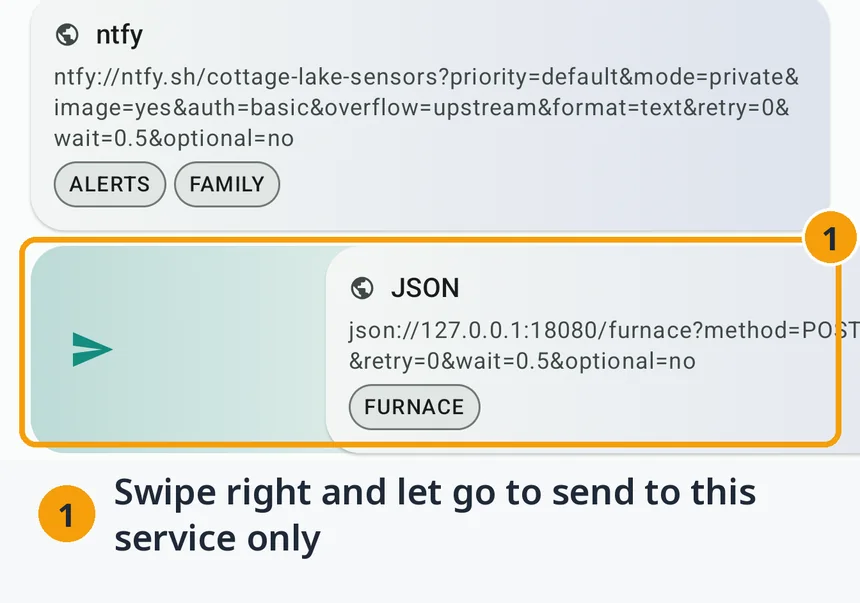 ntfy
ntfy://ntfy.sh/cottage-lake-sensors?priority=default&mode=private&
image=yes&auth=basic&overflow=upstream&format=text&retry=0&
wait=0.5&optional=no
ALERTS FAMILY
1
JSON
json://127.0.0.1:18080/furnace?method=POST
&retry=0&wait=0.5&optional=no
FURNACE
1 Swipe right and let go to send to this
service only